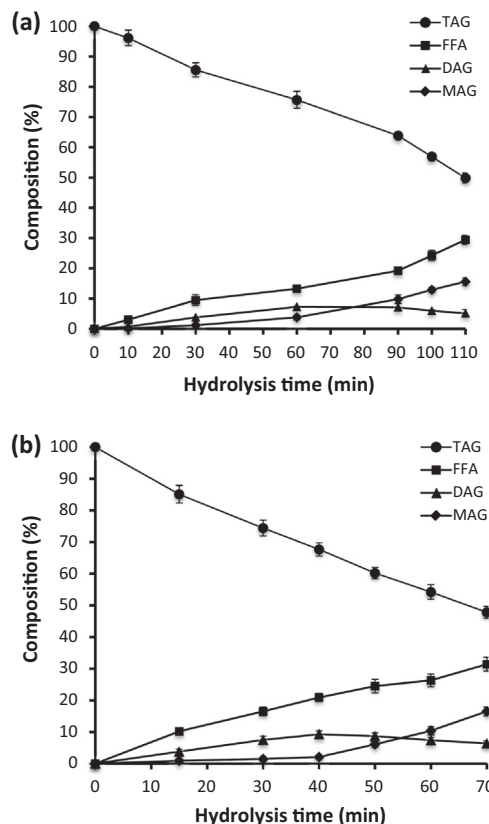 (a)
TAG
FFA
DAG
MAG
100
90
80
70
60
50
40
30
20
10
0
Composition (%)
0 10 20 30 40 50 60 70 80 90 100 110
Hydrolysis time (min)
(b)
TAG
FFA
DAG
MAG
100
90
80
70
60
50
40
30
20
10
0
Composition (%)
0 10 20 30 40 50 60 70
Hydrolysis time (min)